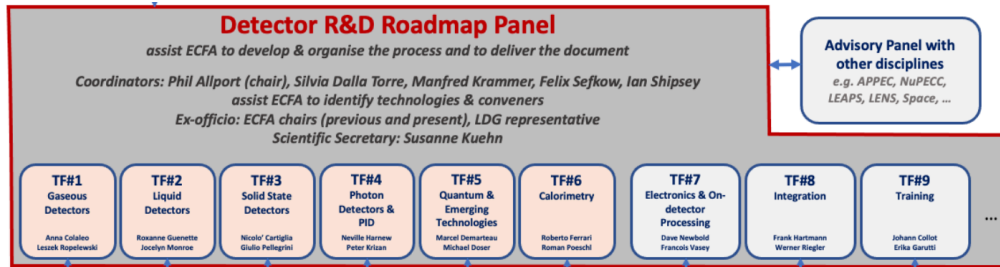 Detector R&D Roadmap Panel
assist ECFA to develop & organise the process and to deliver the document
Coordinators: Phil Allport (chair), Silvia Dalla Torre, Manfred Krammer, Felix Sefkow, Ian Shipsey
assist ECFA to identify technologies & conveners
Ex-officio: ECFA chairs (previous and present), LDG representative
Scientific Secretary: Susanne Kuehn
Advisory Panel with
other disciplines
e.g. APPEC, NuPECC,
LEAPS, LENS, Space, …
TF#1
Gaseous
Detectors
Anna Colaleo
Leszek Ropelewski
TF#2
Liquid
Detectors
Roxanne Guenette
Jocelyn Monroe
TF#3
Solid State
Detectors
Nicolo' Cartiglia
Giulio Pellegrini
TF#4
Photon
Detectors &
PID
Neville Harnew
Peter Krizan
TF#5
Quantum &
Emerging
Technologies
Marcel Demarteau
Michael Doser
TF#6
Calorimetry
Roberto Ferrari
Roman Poeschl
TF#7
Electronics & On-
detector
Processing
Dave Newbold
Francois Vasey
TF#8
Integration
Frank Hartmann
Werner Riegler
TF#9
Training
Johann Collot
Erika Garutti
…